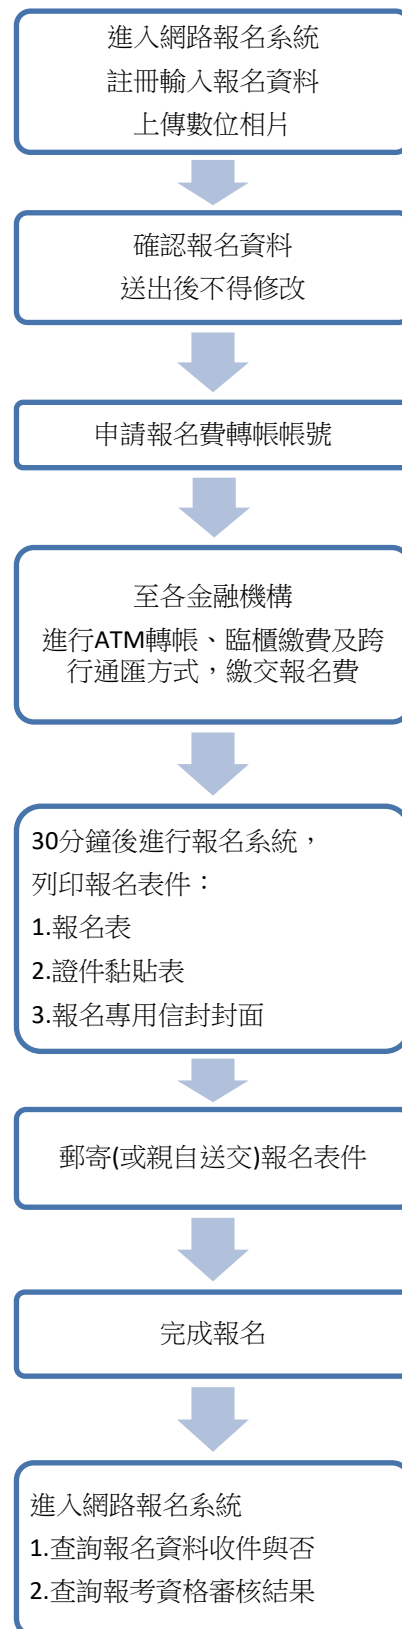 進入網路報名系統
註冊輸入報名資料
上傳數位相片
確認報名資料
送出後不得修改
申請報名費轉帳帳號
至各金融機構
進行ATM轉帳、臨櫃繳費及跨
行通匯方式，繳交報名費
30分鐘後進行報名系統，
列印報名表件：
1.報名表
2.證件黏貼表
3.報名專用信封封面
郵寄(或親自送交)報名表件
完成報名
進入網路報名系統
1.查詢報名資料收件與否
2.查詢報考資格審核結果